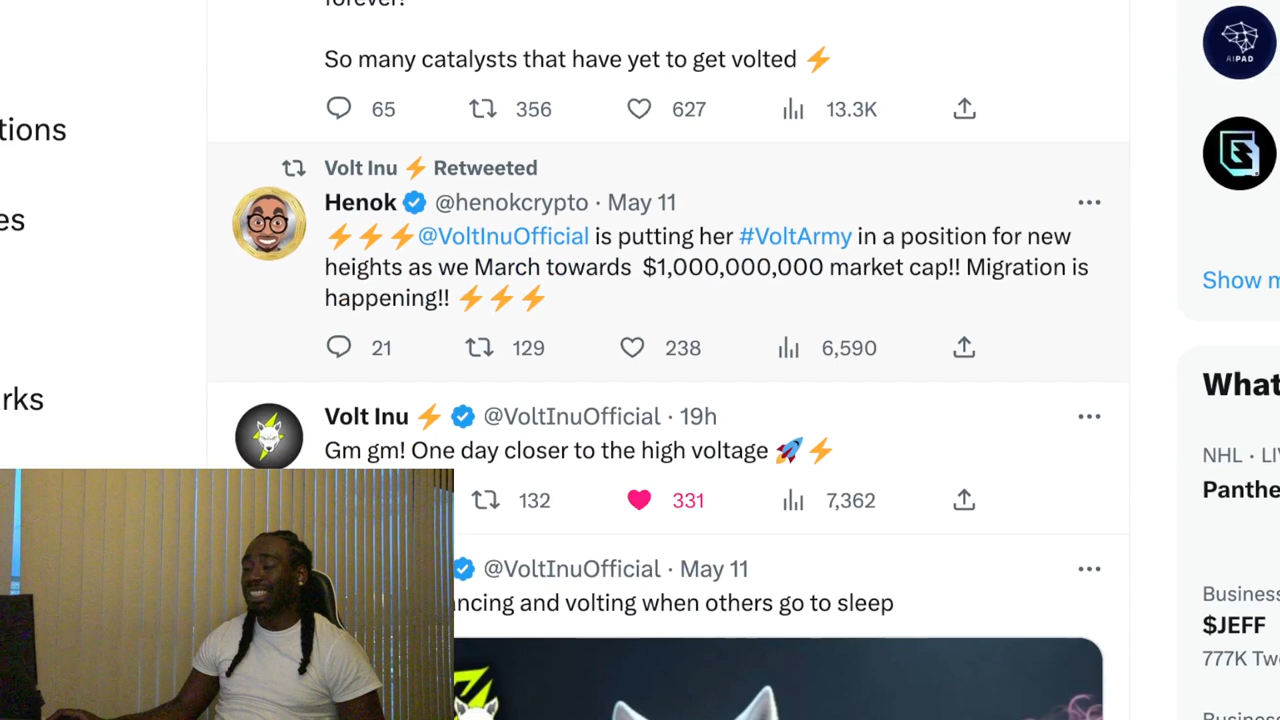 forever!
So many catalysts that have yet to get volted ⚡
65 356 627 13.3K
Volt Inu ⚡ Retweeted
Henok @henokcrypto · May 11
⚡⚡⚡@VoltInuOfficial is putting her #VoltArmy in a position for new
heights as we March towards $1,000,000,000 market cap!! Migration is
happening!! ⚡⚡⚡
21 129 238 6,590
Volt Inu ⚡ @VoltInuOfficial · 19h
Gm gm! One day closer to the high voltage 🚀⚡
132 331 7,362
@VoltInuOfficial · May 11
ncing and volting when others go to sleep
tions
es
rks
AIPAD
Show m
What
NHL · LI
Panthe
Business
$JEFF
777K Tw